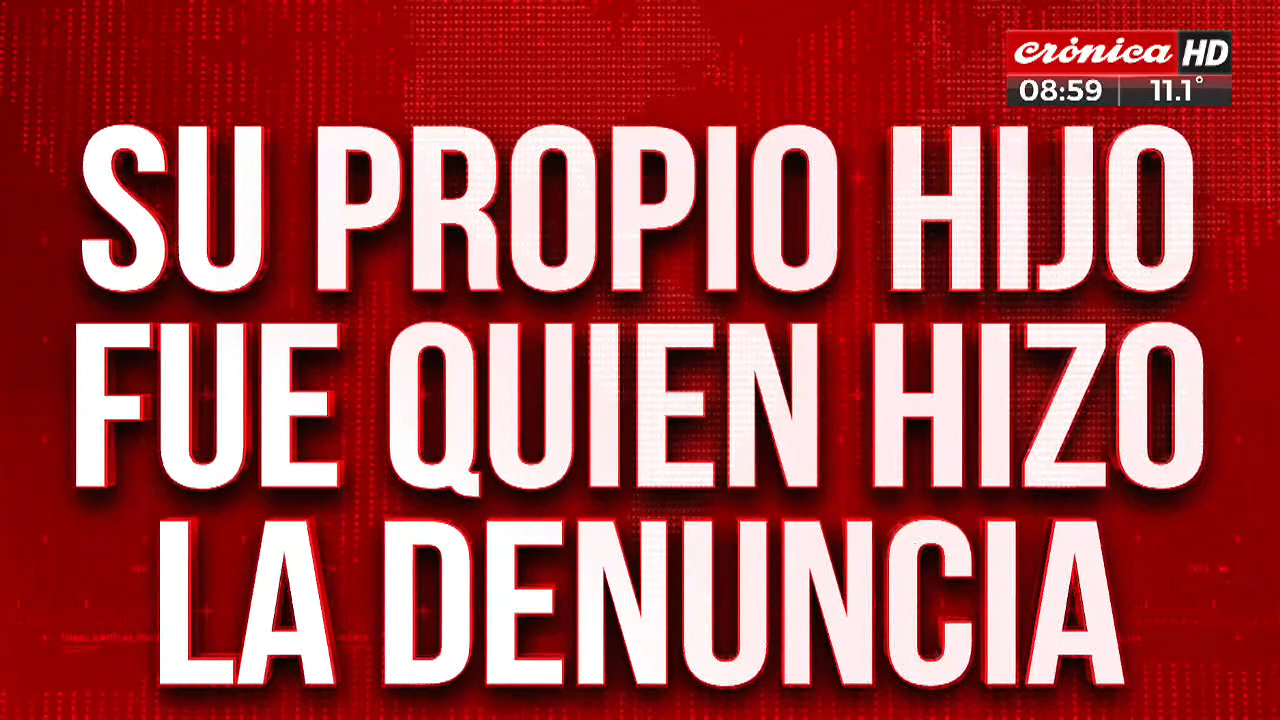 crónica HD
08:59 11.1°
SU PROPIO HIJO
FUE QUIEN HIZO
LA DENUNCIA